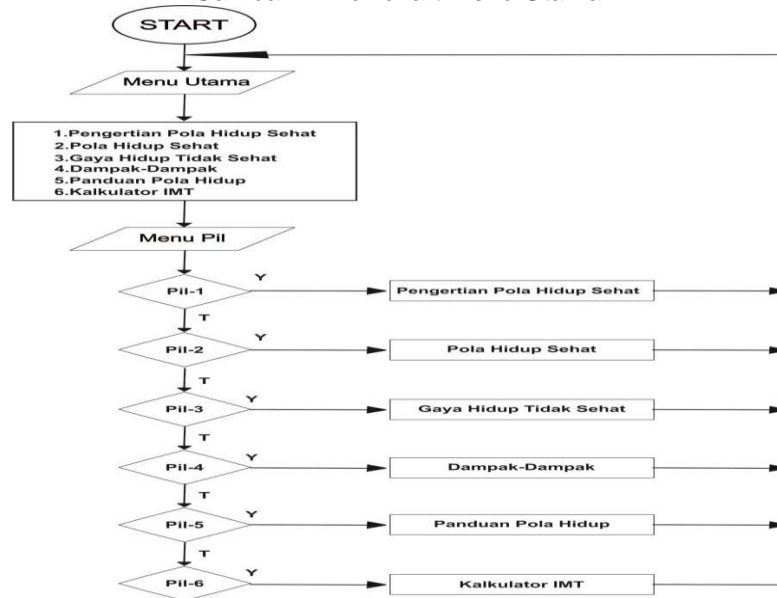 START
Menu Utama
1.Pengertian Pola Hidup Sehat
2.Pola Hidup Sehat
3.Gaya Hidup Tidak Sehat
4.Dampak-Dampak
5.Panduan Pola Hidup
6.Kalkulator IMT
Menu Pil
Pil-1
Y
Pengertian Pola Hidup Sehat
T
Pil-2
Y
Pola Hidup Sehat
T
Pil-3
Y
Gaya Hidup Tidak Sehat
T
Pil-4
Y
Dampak-Dampak
T
Pil-5
Y
Panduan Pola Hidup
T
Pil-6
Y
Kalkulator IMT